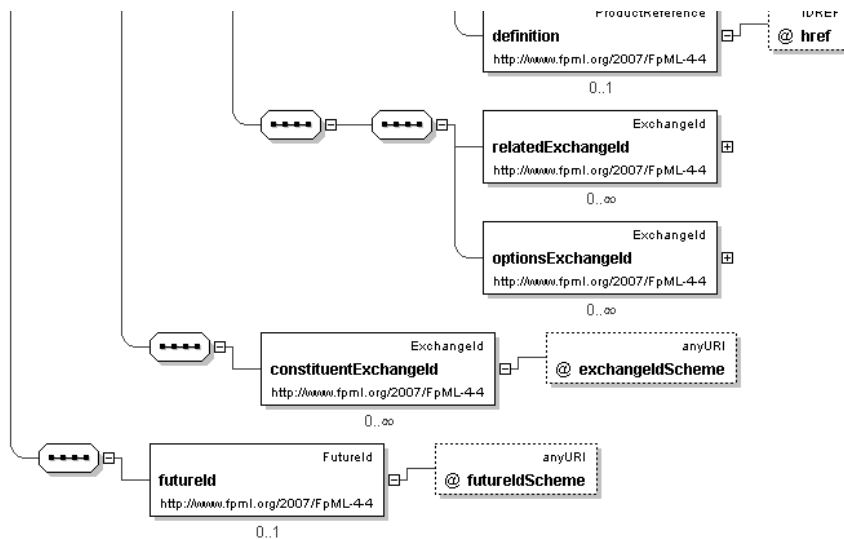 ProductReference
IDREF
definition
@ href
http://www.fpml.org/2007/FpML-4-4
0..1
ExchangeId
relatedExchangeId
http://www.fpml.org/2007/FpML-4-4
0..∞
ExchangeId
optionsExchangeId
http://www.fpml.org/2007/FpML-4-4
0..∞
ExchangeId
anyURI
constituentExchangeId
@ exchangeIdScheme
http://www.fpml.org/2007/FpML-4-4
0..∞
FutureId
anyURI
futureId
@ futureIdScheme
http://www.fpml.org/2007/FpML-4-4
0..1